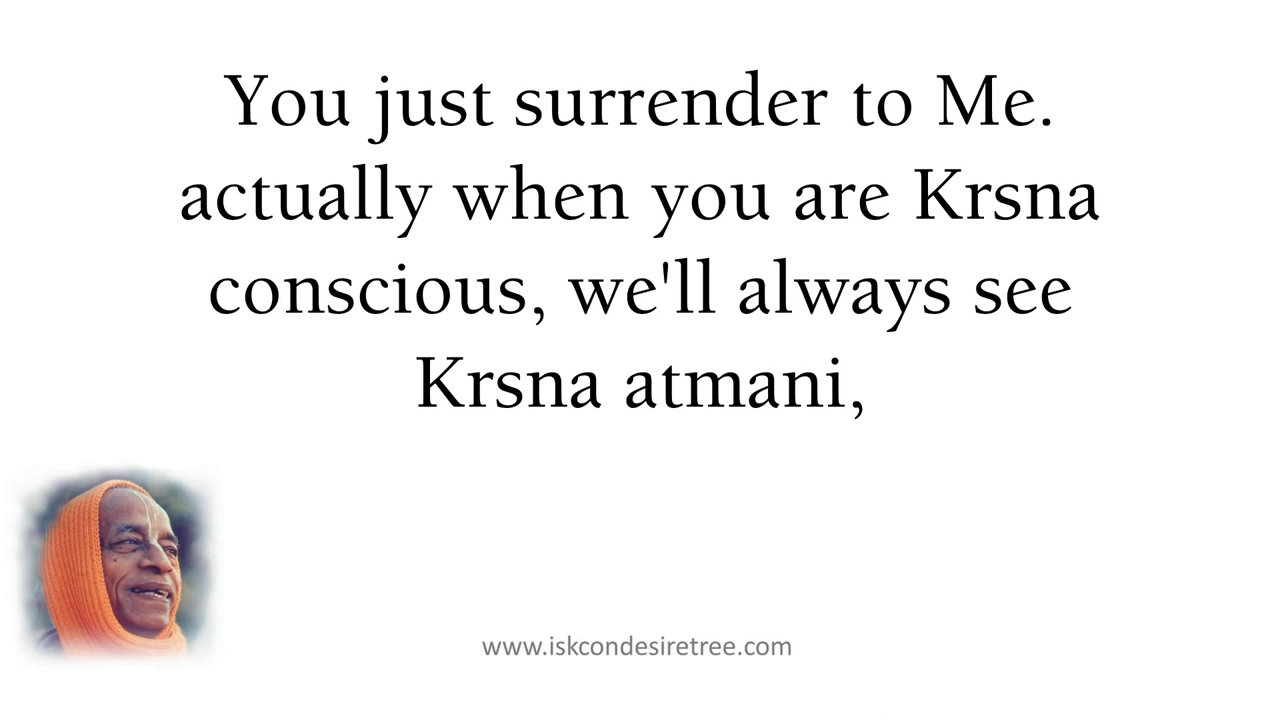 You just surrender to Me.
actually when you are Krsna
conscious, we'll always see
Krsna atmani,
www.iskcondesiretree.com